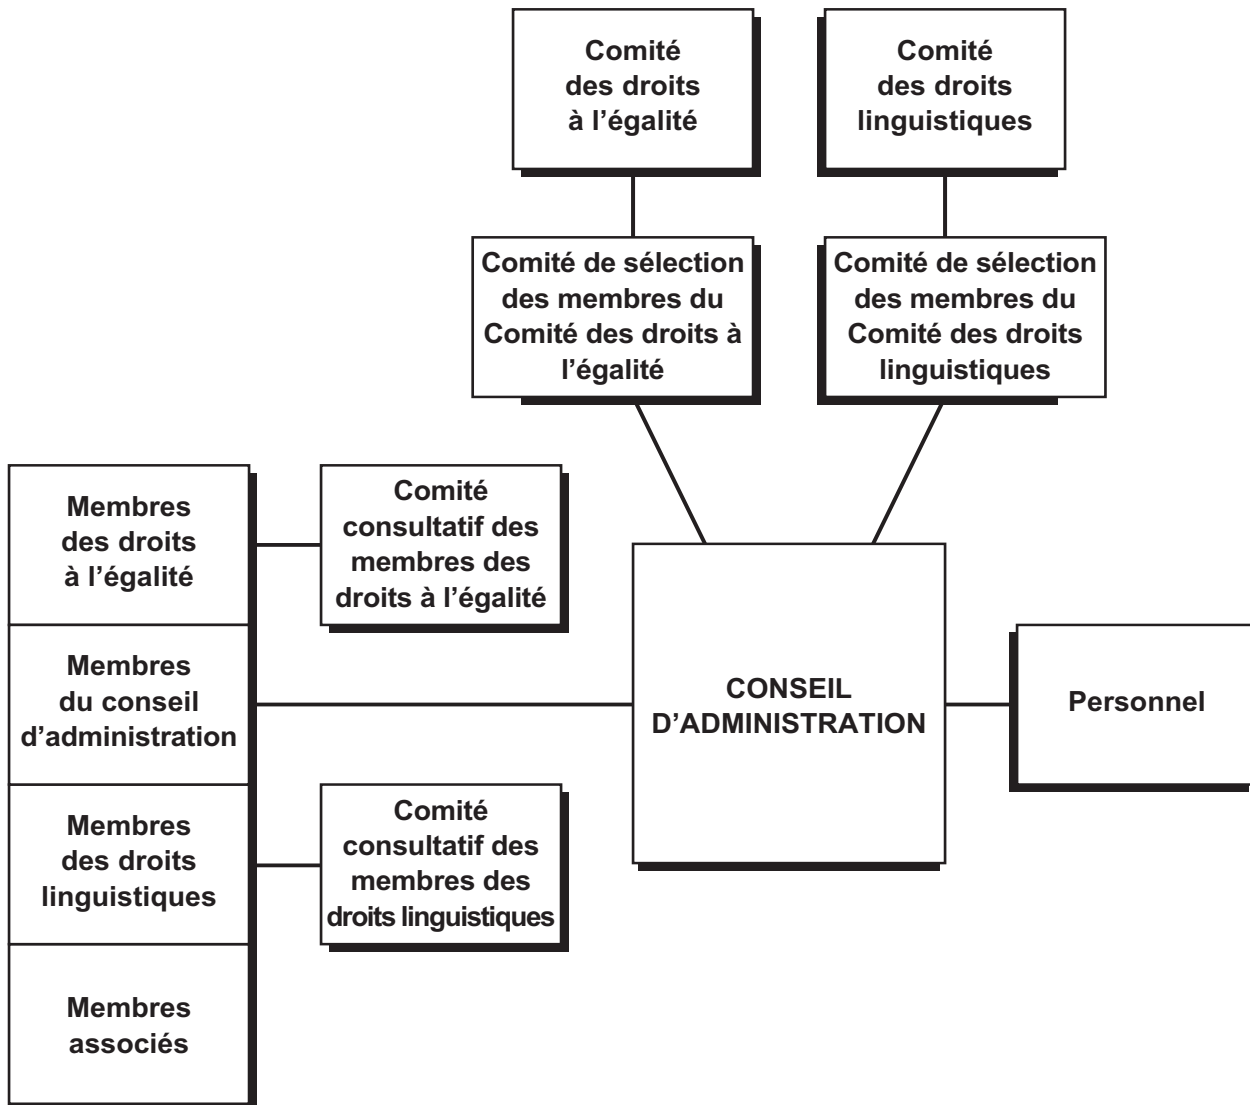 Comité
des droits
à l’égalité
Comité
des droits
linguistiques
Comité de sélection
des membres du
Comité des droits à
l’égalité
Comité de sélection
des membres du
Comité des droits
linguistiques
Membres
des droits
à l’égalité
Comité
consultatif des
membres des
droits à l’égalité
Membres
du conseil
d’administration
CONSEIL
D’ADMINISTRATION
Personnel
Membres
des droits
linguistiques
Comité
consultatif des
membres des
droits linguistiques
Membres
associés